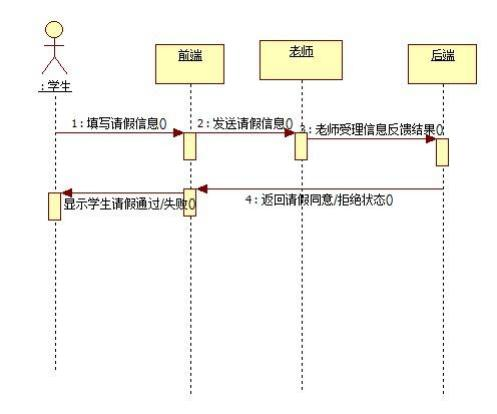 前端
老师
后端
：学生
1：填写请假信息()
2：发送请假信息()
3：老师受理信息反馈结果()
4：返回请假同意/拒绝状态()
显示学生请假通过/失败()